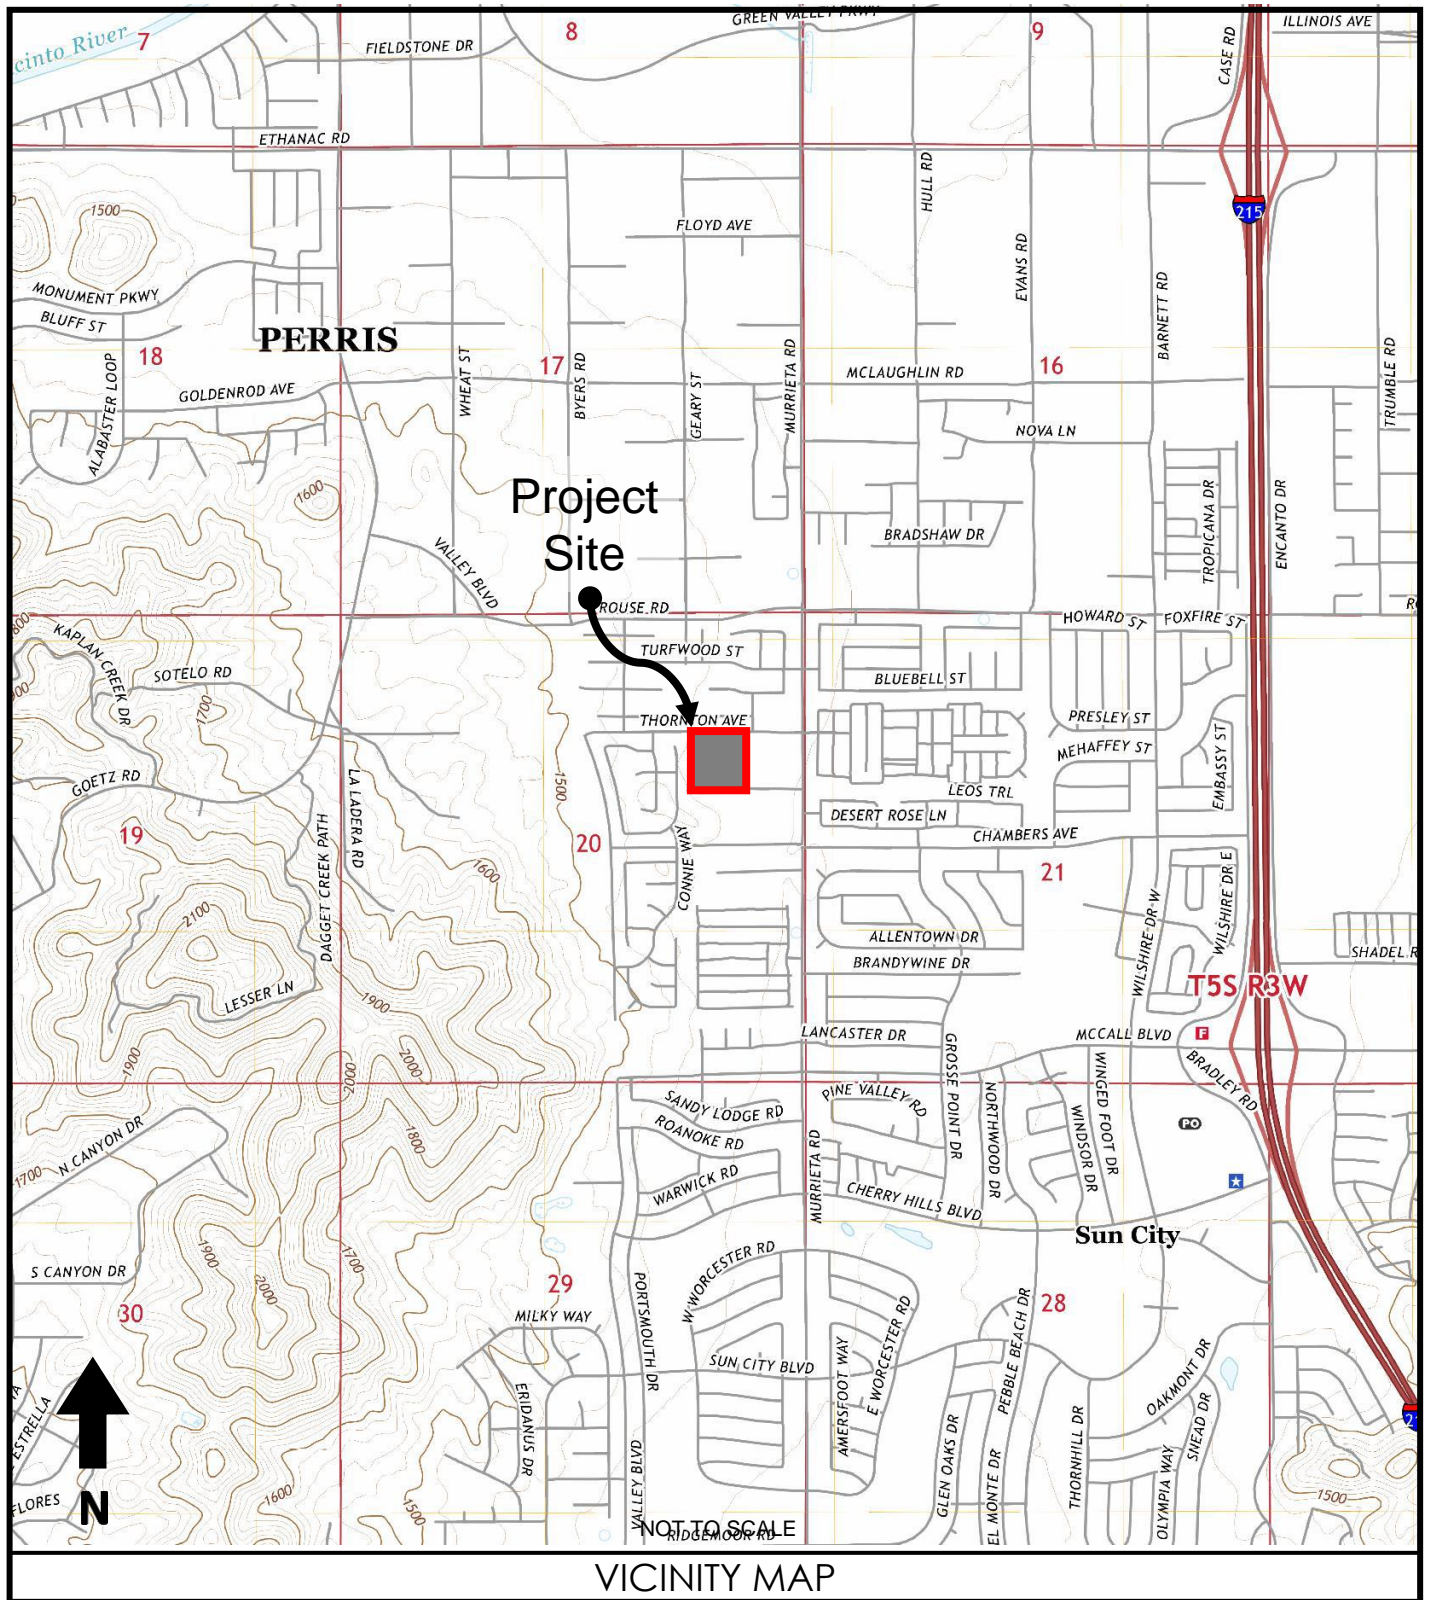 GREEN VALLEY PKWY
ILLINOIS AVE
7
8
9
cinto River
FIELDSTONE DR
CASE RD
ETHANAC RD
HULL RD
1500
215
FLOYD AVE
EVANS RD
MONUMENT PKWY
BLUFF ST
BARNETT RD
PERRIS
18
17
16
ALABASTER LOOP
WHEAT ST
BYERS RD
GEARY ST
MURRIETA RD
MCLAUGHLIN RD
TRUMBLE RD
GOLDENROD AVE
NOVA LN
1600
Project
Site
BRADSHAW DR
TROPICANA DR
ENCANTO DR
VALLEY BLVD
ROUSE RD
HOWARD ST
FOXFIRE ST
KAPLAN CREEK DR
TURFWOOD ST
SOTELO RD
BLUEBELL ST
1700
THORNTON AVE
PRESLEY ST
MEHAFFEY ST
EMBASSY ST
GOETZ RD
LA LADERA RD
1500
LEOS TRL
DESERT ROSE LN
CHAMBERS AVE
19
20
21
DAGGET CREEK PATH
CONNIE WAY
1600
2100
WILSHIRE DR W
WILSHIRE DR E
ALLENTOWN DR
BRANDYWINE DR
SHADEL R
LESSER LN
1900
T5S R3W
LANCASTER DR
MCCALL BLVD
F
GROSSE POINT DR
1900
2000
2000
BRADLEY RD
SANDY LODGE RD
PINE VALLEY RD
NORTHWOOD DR
WINGED FOOT DR
WINDSOR DR
ROANOKE RD
PO
N CANYON DR
1800
1700
WARWICK RD
MURRIETA RD
CHERRY HILLS BLVD
Sun City
1900
1700
2000
W WORCESTER RD
S CANYON DR
30
29
28
MILKY WAY
PORTSMOUTH DR
E WORCESTER RD
PEBBLE BEACH DR
SUN CITY BLVD
AMERSFOOT WAY
OAKMONT DR
ESTRELLA
ERIDANUS DR
GLEN OAKS DR
THORNHILL DR
SNEAD DR
N
FLORES
1600
1500
VALLEY BLVD
EL MONTE DR
OLYMPIA WAY
1500
NOT TO SCALE
RIDGEMOOR RD
VICINITY MAP